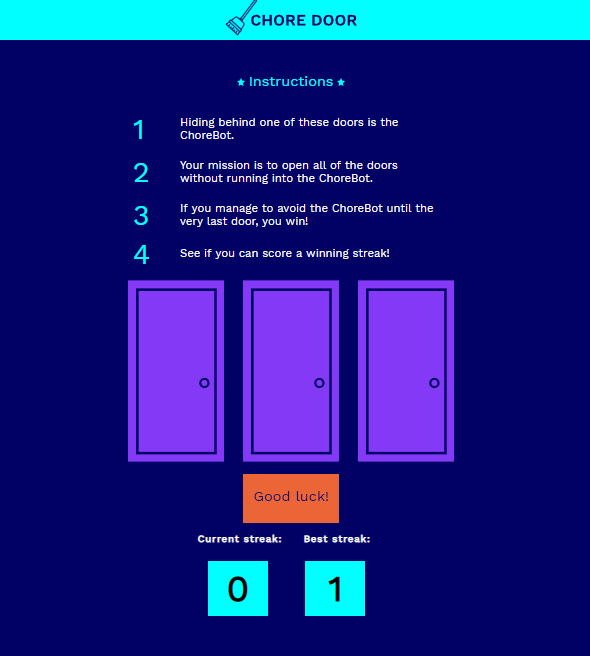 CHORE DOOR
Instructions
1
Hiding behind one of these doors is the
ChoreBot.
2
Your mission is to open all of the doors
without running into the ChoreBot.
3
If you manage to avoid the ChoreBot until the
very last door, you win!
4
See if you can score a winning streak!
Good luck!
Current streak: Best streak:
0 1